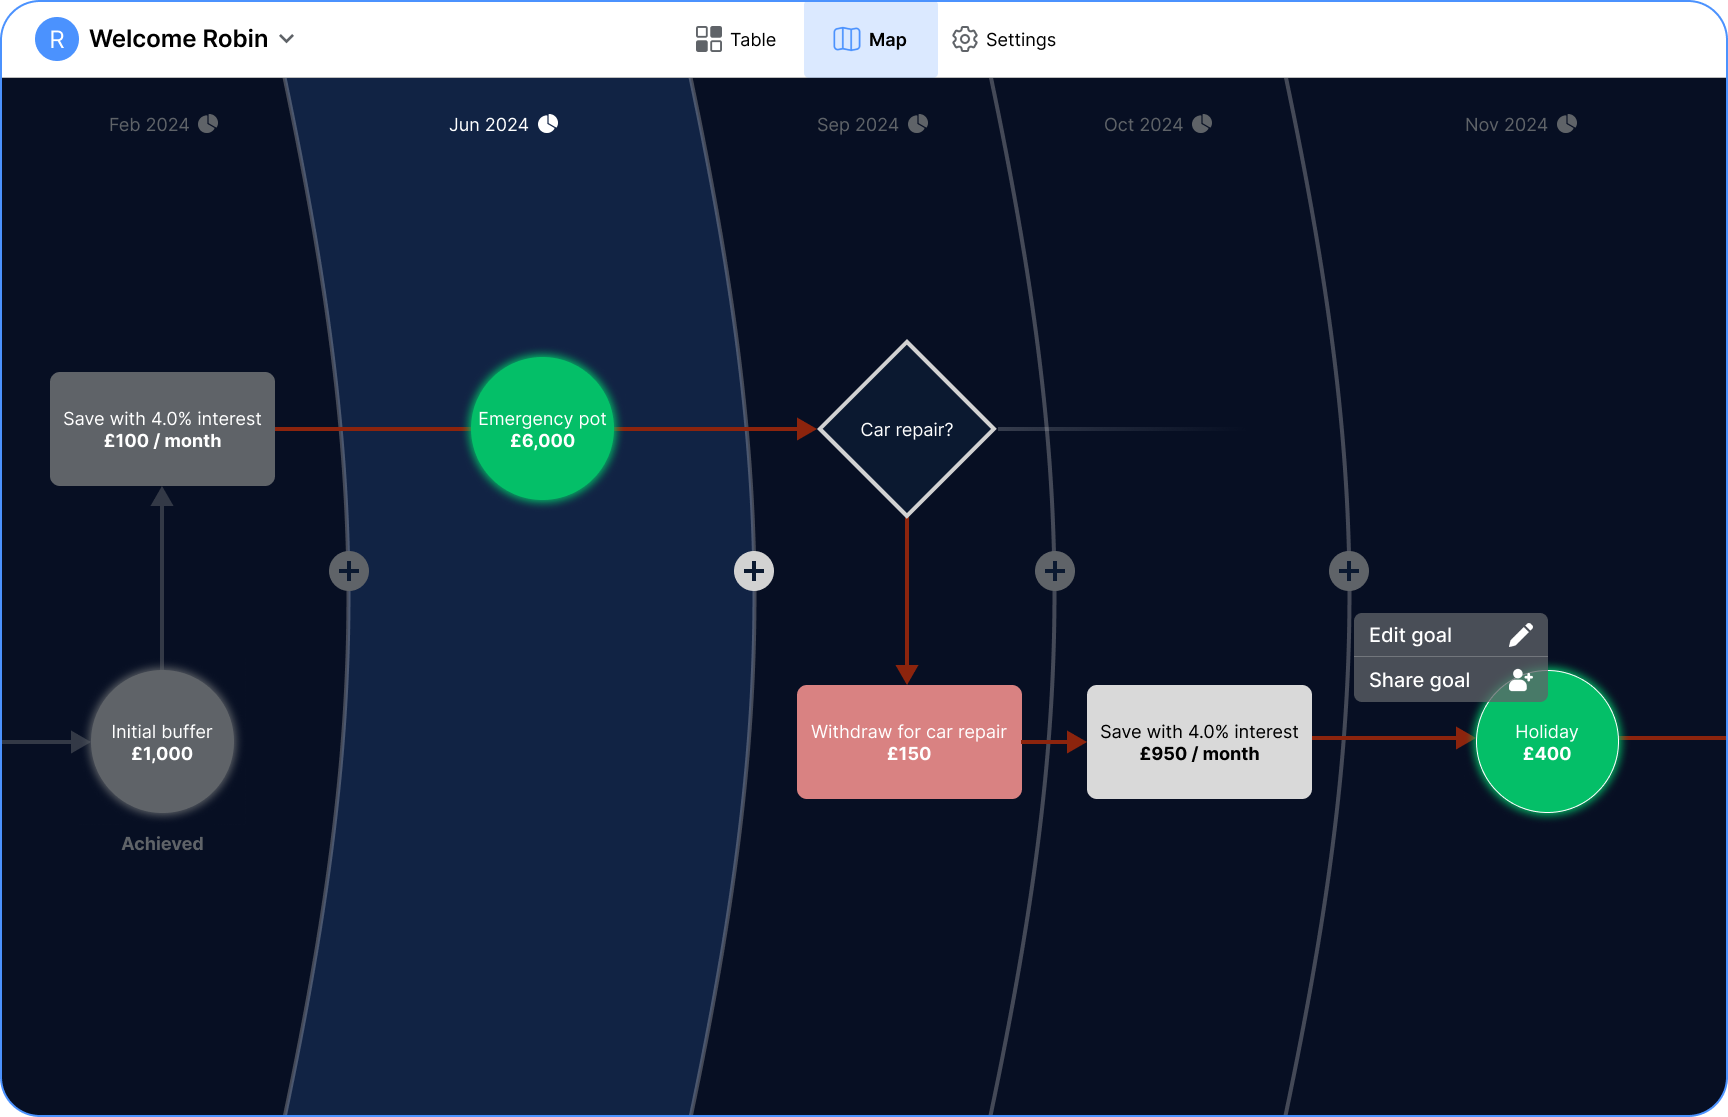 R
Welcome Robin
Table
Map
Settings
Feb 2024
Jun 2024
Sep 2024
Oct 2024
Nov 2024
Save with 4.0% interest
£100 / month
Emergency pot
£6,000
Car repair?
Edit goal
Share goal
Initial buffer
£1,000
Withdraw for car repair
£150
Save with 4.0% interest
£950 / month
Holiday
£400
Achieved